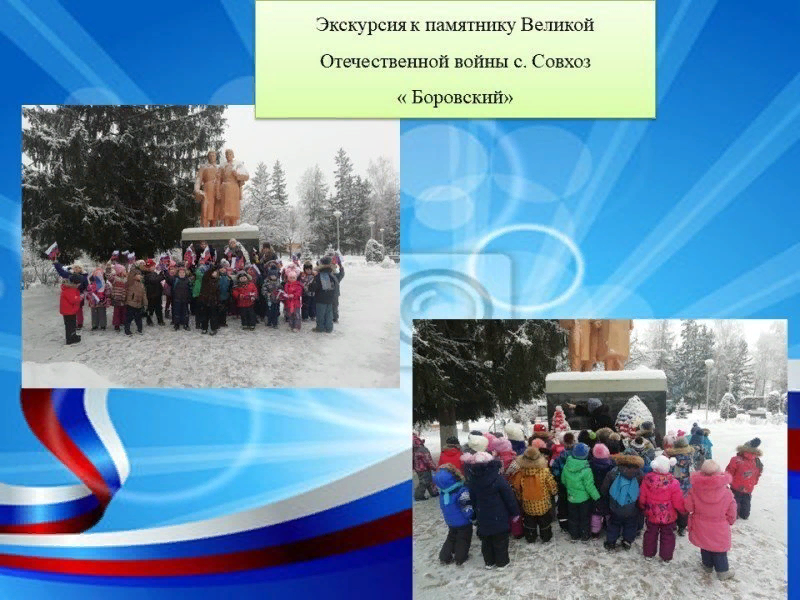 Экскурсия к памятнику Великой
Отечественной войны с. Совхоз
« Боровский»